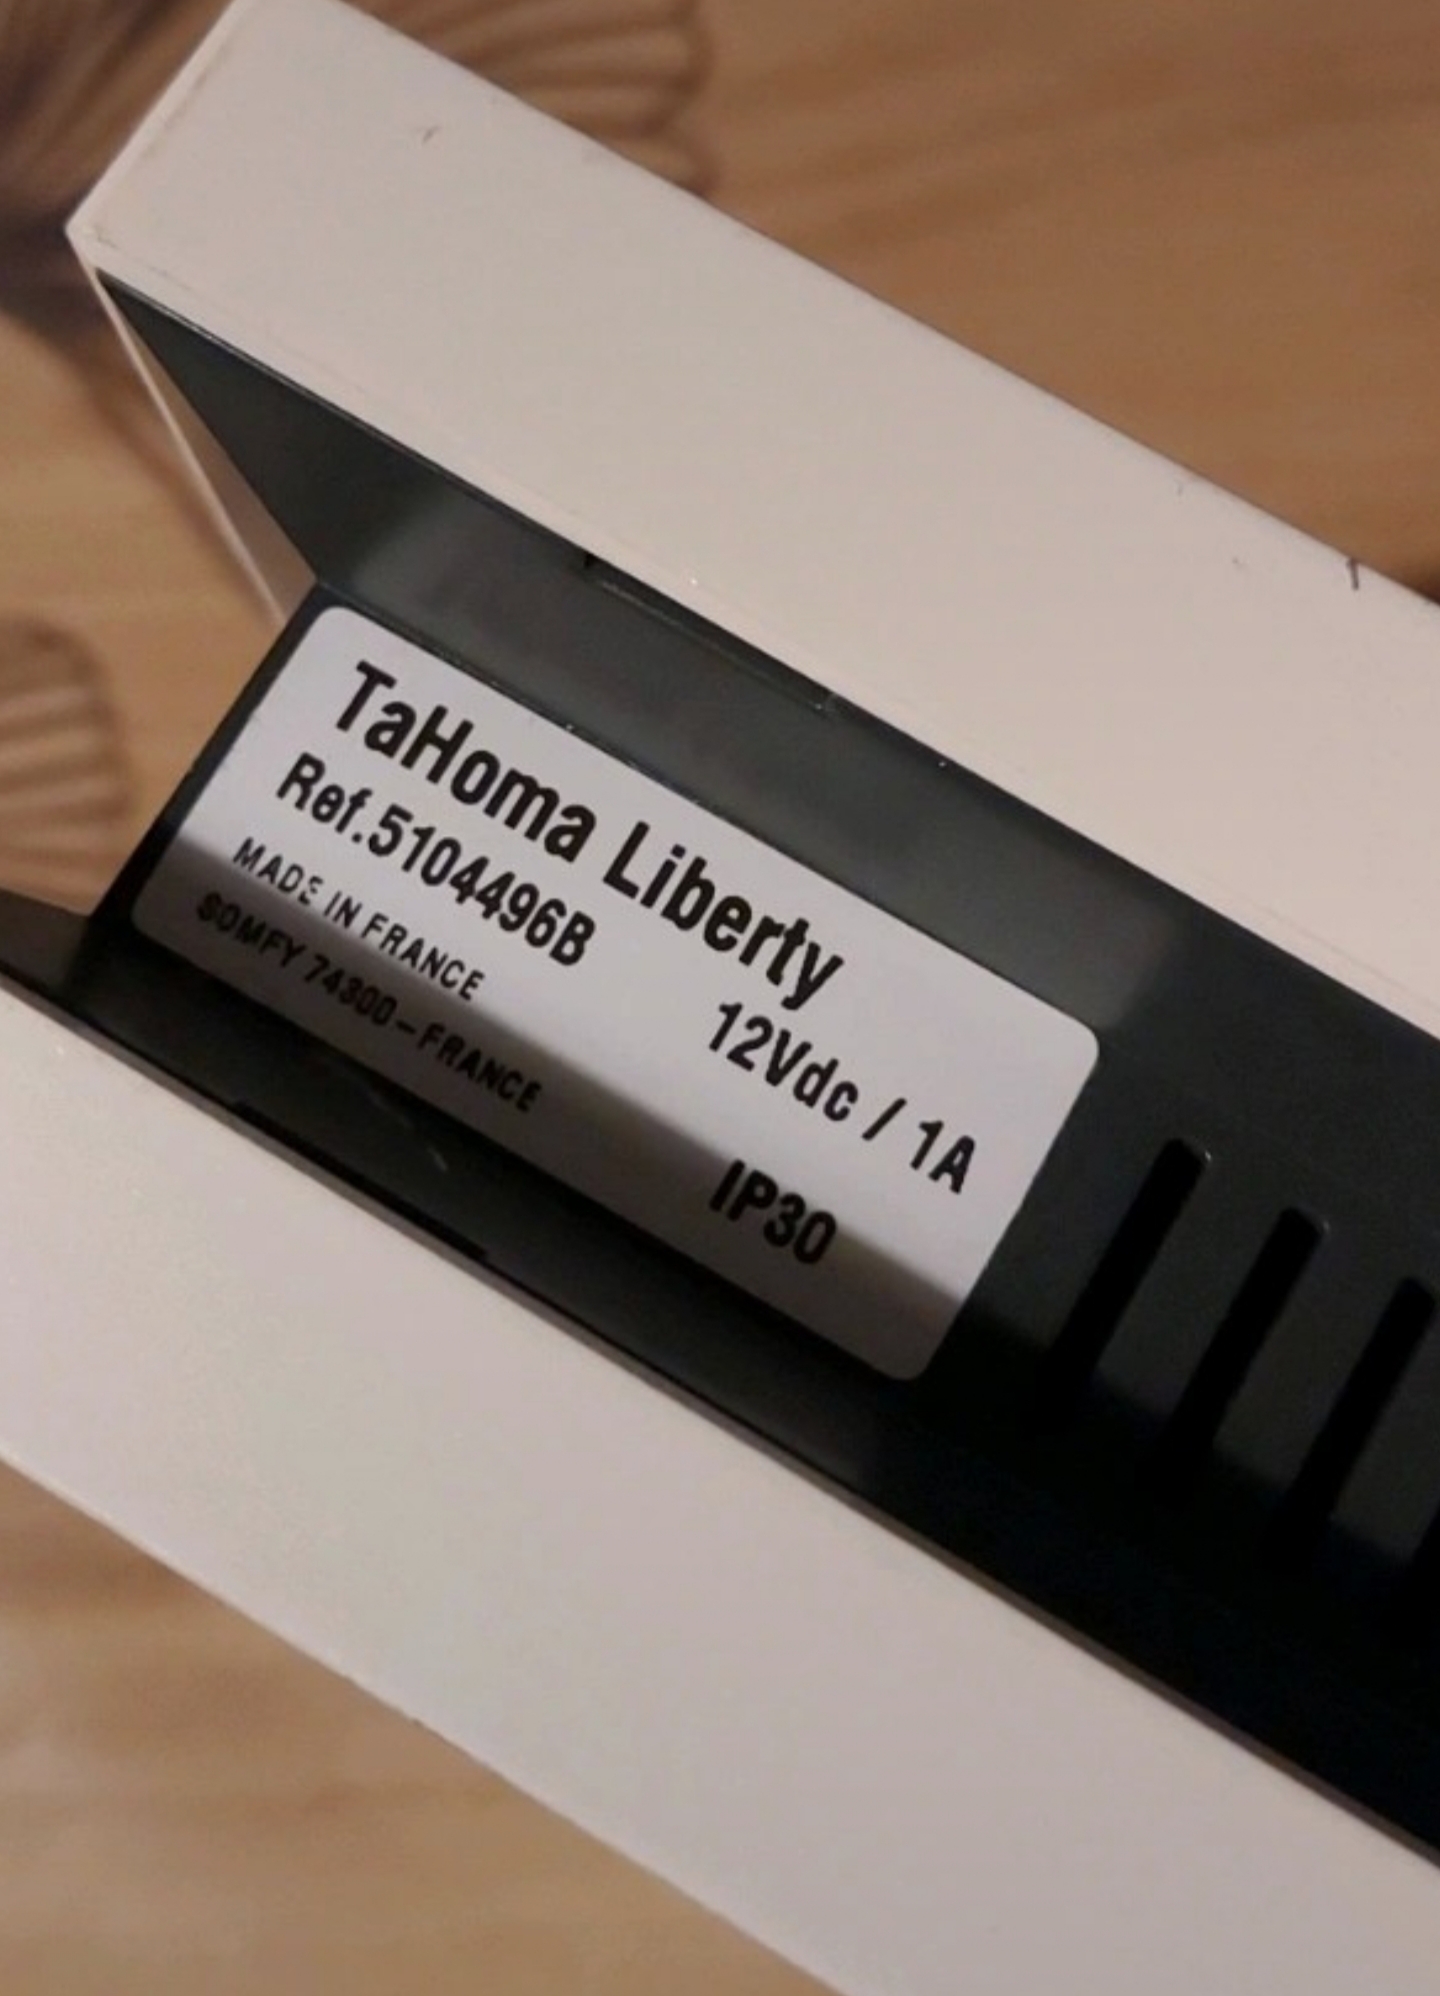 TaHoma Liberty
Ref.5104496B
12Vdc / 1A
MADE IN FRANCE
SOMFY 74300-FRANCE
IP30